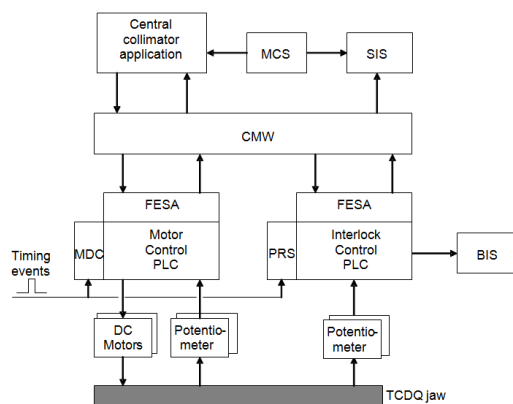 Central
collimator
application
MCS
SIS
CMW
FESA
FESA
MDC
Motor
Control
PLC
PRS
Interlock
Control
PLC
BIS
Timing
events
DC
Motors
Potentio-
meter
Potentio-
meter
TCDQ jaw